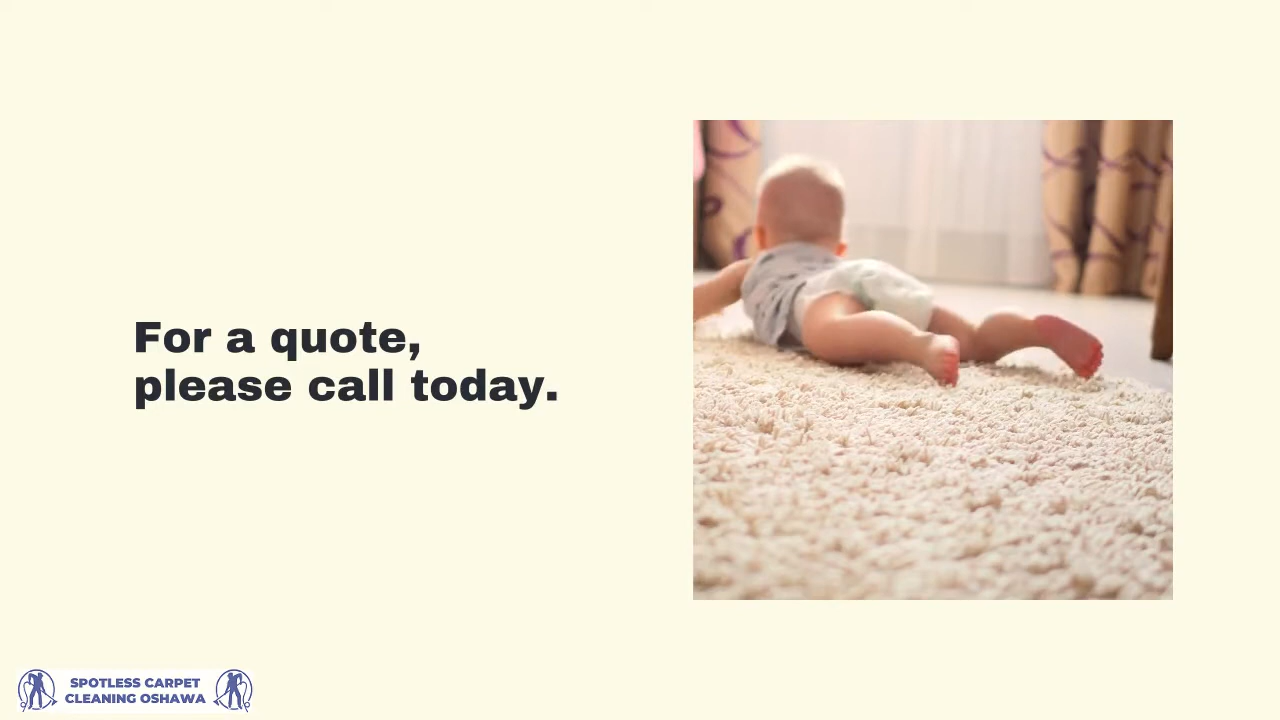 For a quote,
please call today.
SPOTLESS CARPET
CLEANING OSHAWA